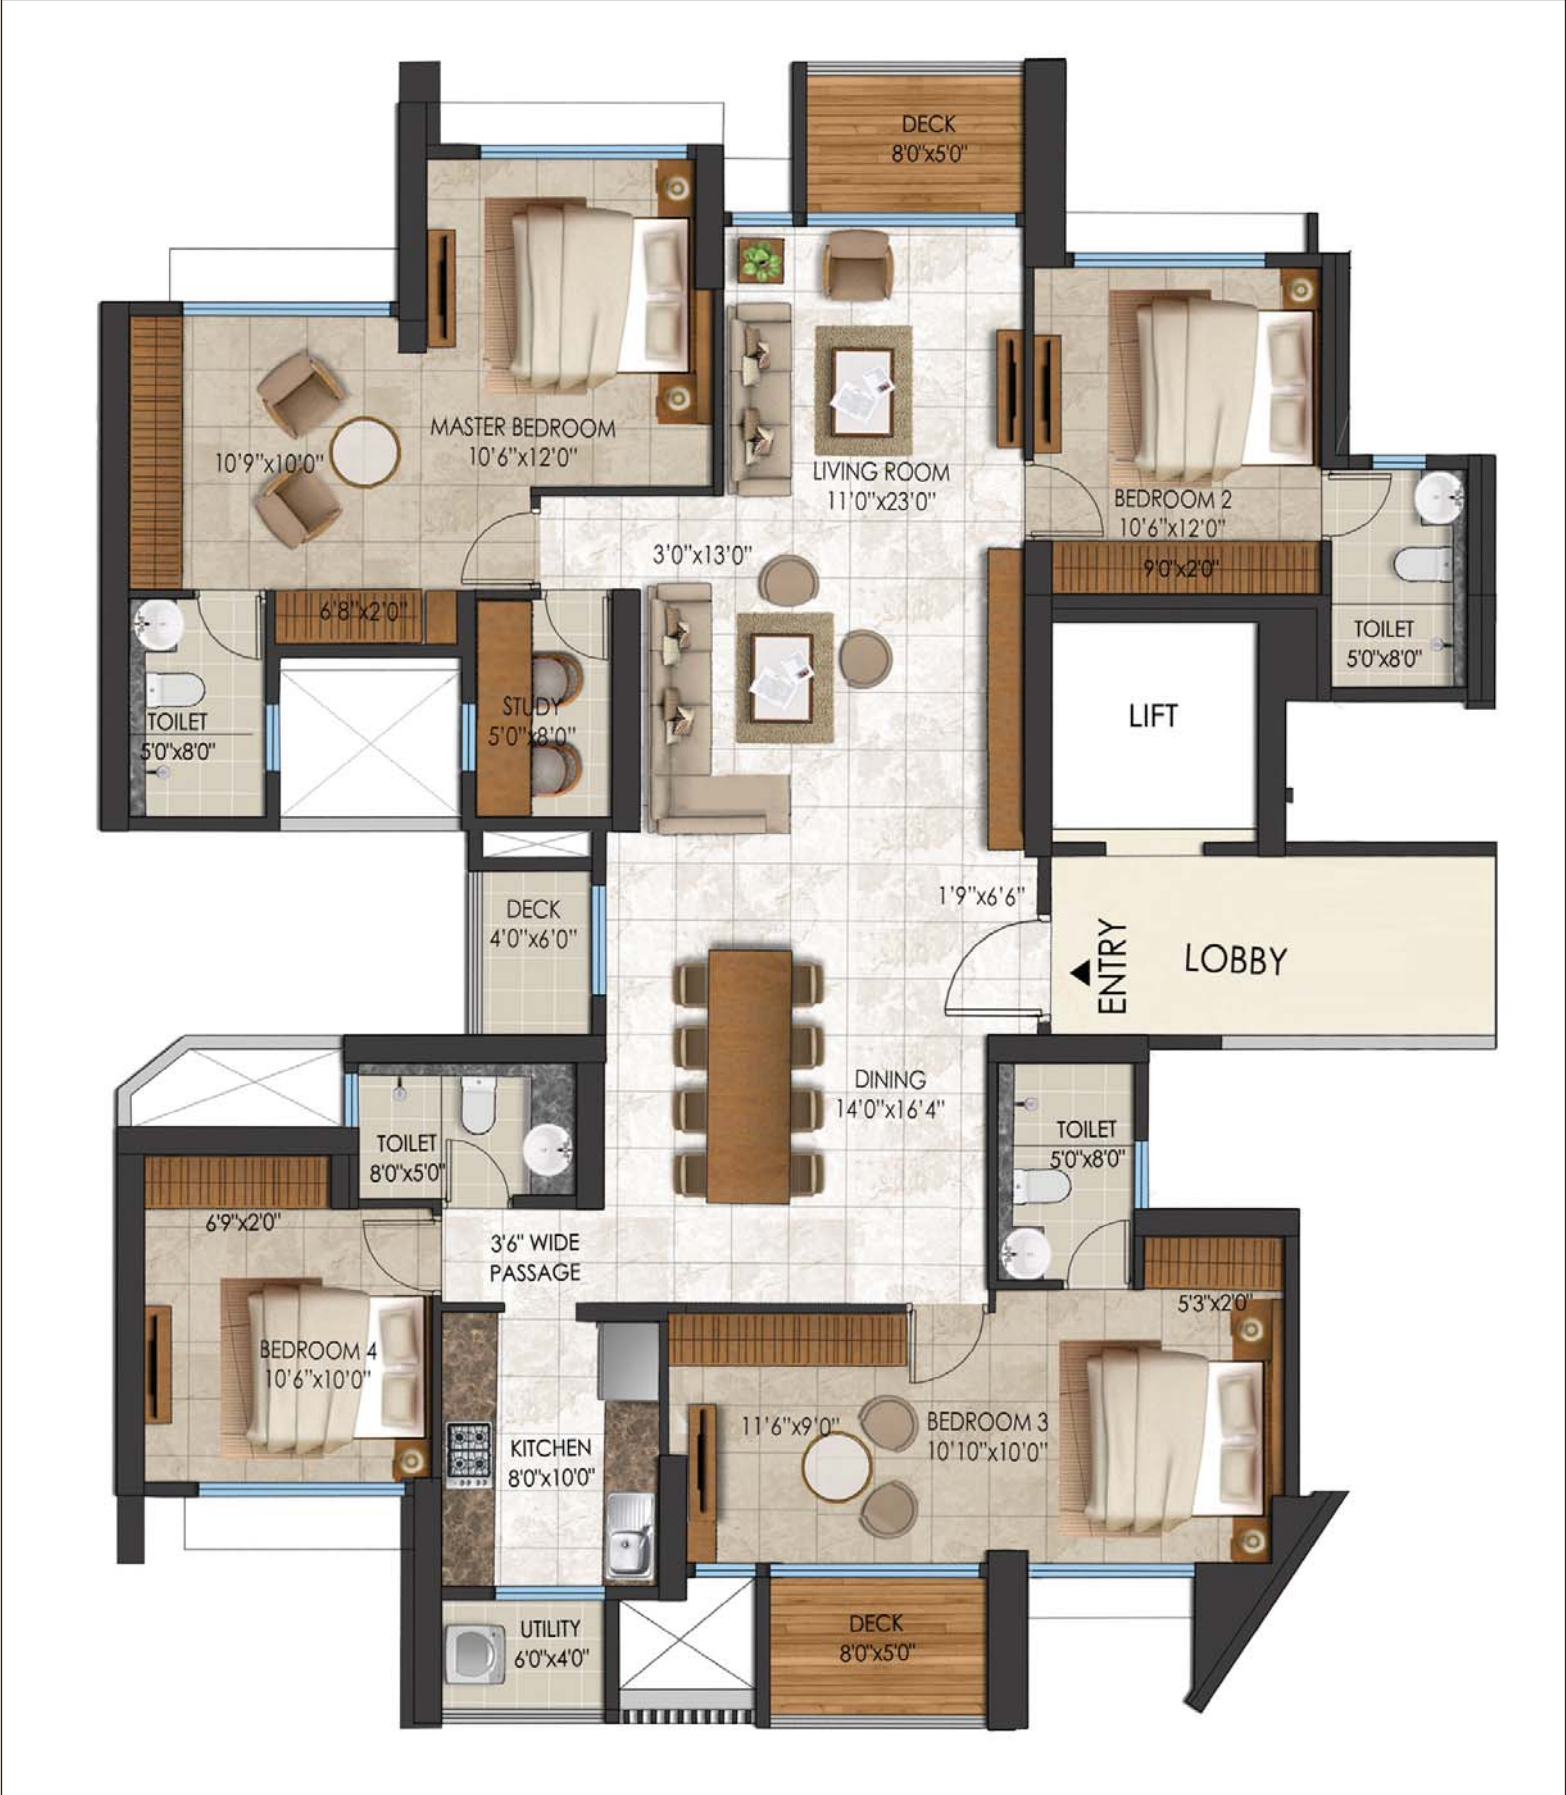 DECK
8'0"x5'0"
MASTER BEDROOM
10'6"x12'0"
10'9"x10'0"
LIVING ROOM
11'0"x23'0"
BEDROOM 2
10'6"x12'0"
3'0"x13'0"
9'0"x2'0"
6'8"x2'0"
TOILET
5'0"x8'0"
STUDY
5'0"x8'0"
TOILET
5'0"x8'0"
LIFT
1'9"x6'6"
DECK
4'0"x6'0"
ENTRY
LOBBY
DINING
14'0"x16'4"
TOILET
8'0"x5'0"
TOILET
5'0"x8'0"
6'9"x2'0"
3'6" WIDE
PASSAGE
5'3"x2'0"
BEDROOM 4
10'6"x10'0"
11'6"x9'0"
BEDROOM 3
10'10"x10'0"
KITCHEN
8'0"x10'0"
UTILITY
6'0"x4'0"
DECK
8'0"x5'0"